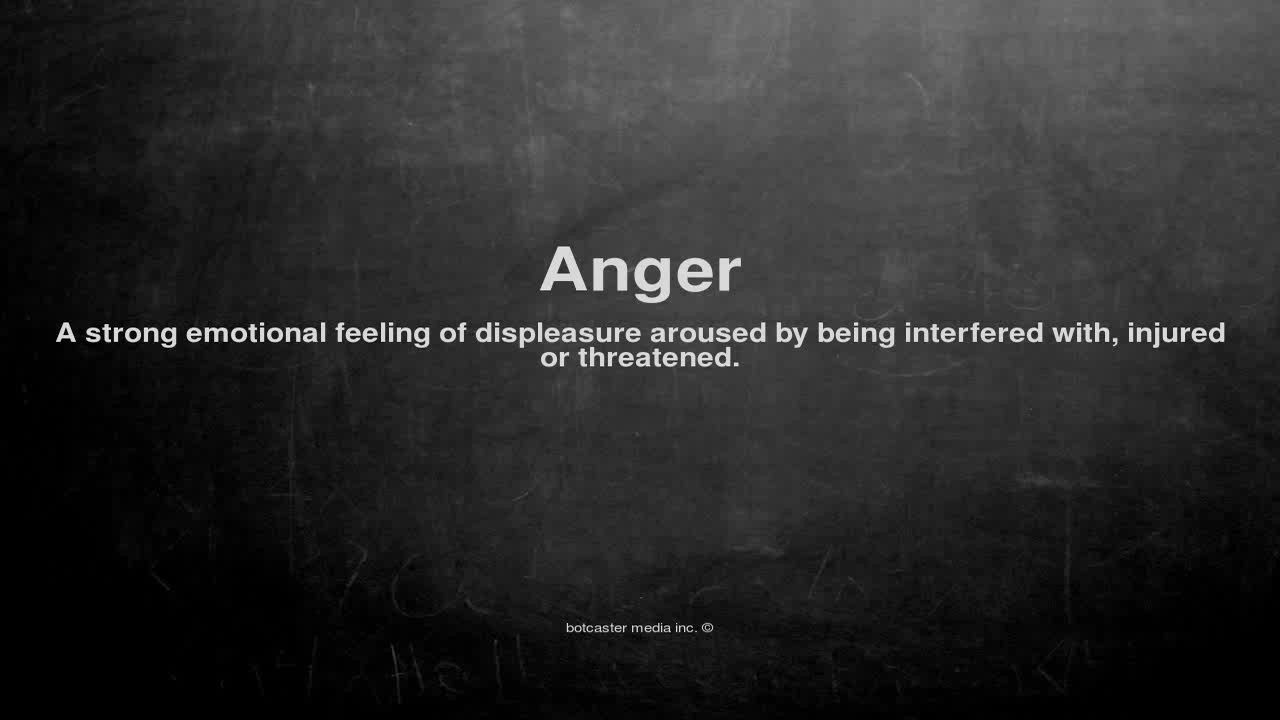 Anger
A strong emotional feeling of displeasure aroused by being interfered with, injured
or threatened.
botcaster media inc. ©